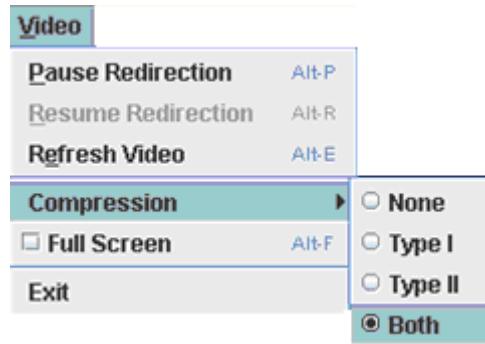 Video
Pause Redirection Alt-P
Resume Redirection Alt-R
Refresh Video Alt-E
Compression
Full Screen Alt-F
Exit
None
Type I
Type II
Both